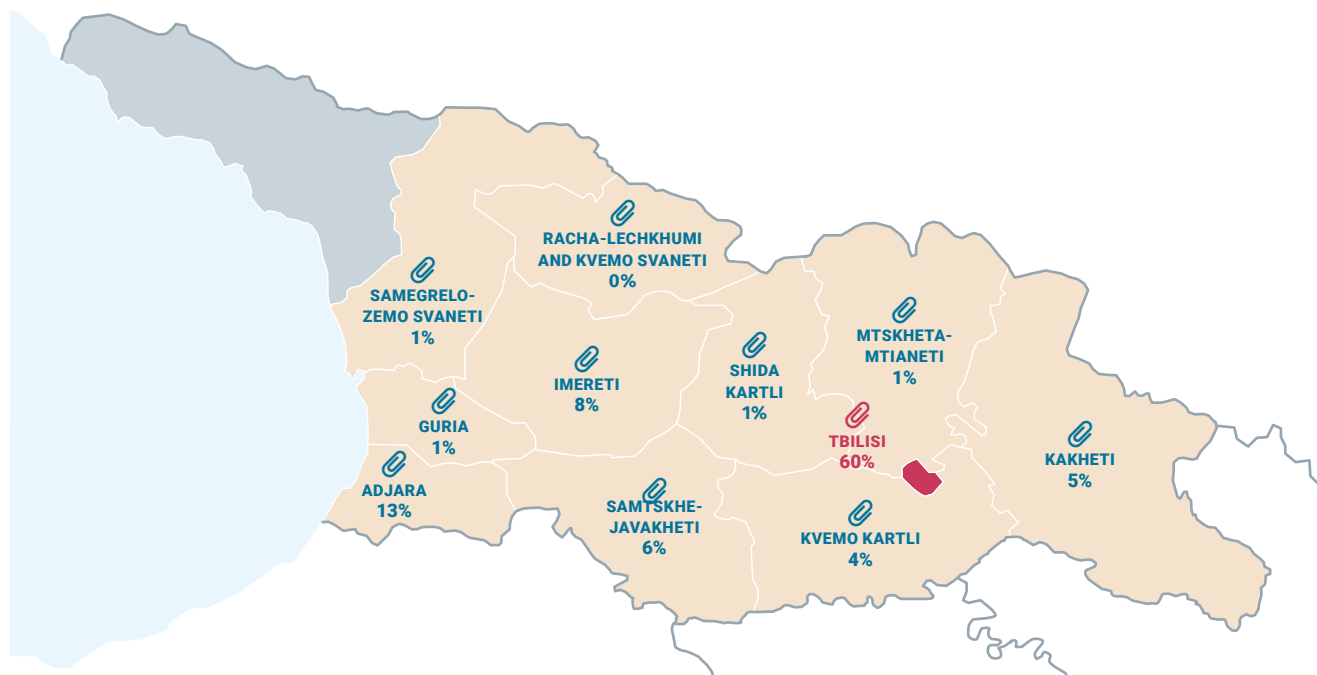 RACHA-LECHKHUMI
AND KVEMO SVANETI
0%
SAMEGRELO-
ZEMO SVANETI
1%
MTSKHETA-
MTIANETI
1%
IMERETI
8%
SHIDA
KARTLI
1%
GURIA
1%
TBILISI
60%
KAKHETI
5%
ADJARA
13%
SAMTSKHE-
JAVAKHETI
6%
KVEMO KARTLI
4%